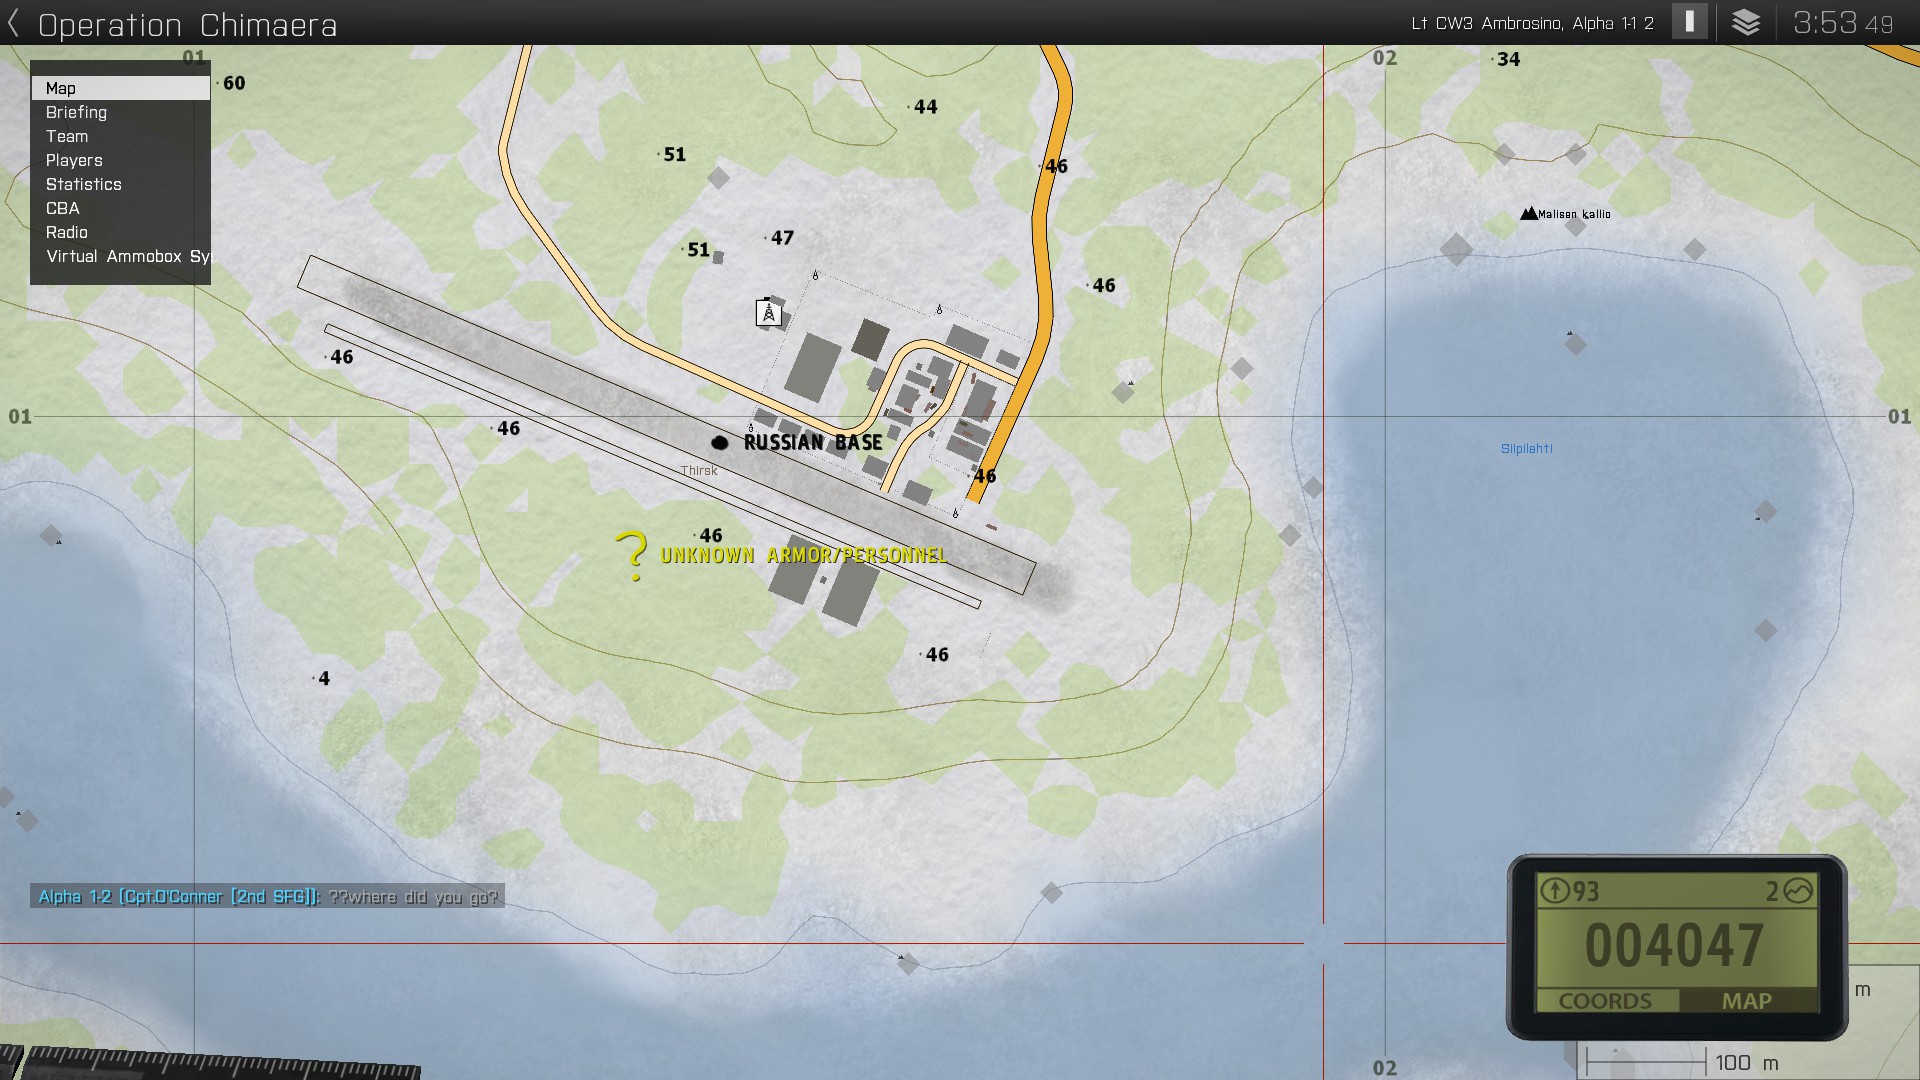 Operation Chimaera
Lt CW3 Ambrosino, Alpha 1-1 2
3:53 49
01
02
34
Map
60
Briefing
Team
Players
Statistics
CBA
Radio
Virtual Ammobox Sy
44
51
46
Malisen kallio
47
51
46
46
01
01
46
RUSSIAN BASE
Thirsk
Siipilahti
46
46
UNKNOWN ARMOR/PERSONNEL
46
4
Alpha 1-2 (Cpt.O'Conner [2nd SFG]): ??where did you go?
93
2
004047
COORDS
MAP
m
100 m
02